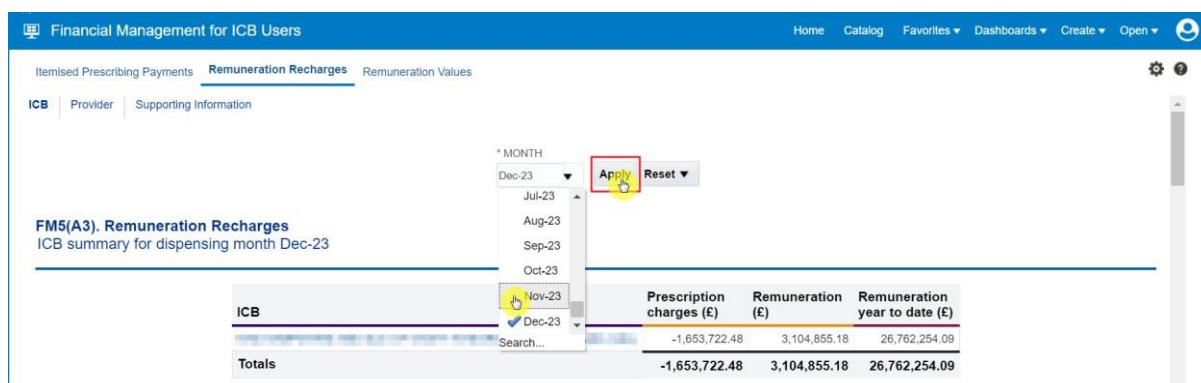 Financial Management for ICB Users
Home Catalog Favorites Dashboards Create Open
Itemised Prescribing Payments Remuneration Recharges Remuneration Values
ICB Provider Supporting Information
* MONTH
Dec-23 Apply Reset
Jul-23
Aug-23
Sep-23
Oct-23
Nov-23
Dec-23
Search...
FM5(A3). Remuneration Recharges
ICB summary for dispensing month Dec-23
ICB Prescription charges (£) Remuneration (£) Remuneration year to date (£)
-1,653,722.48 3,104,855.18 26,762,254.09
Totals -1,653,722.48 3,104,855.18 26,762,254.09